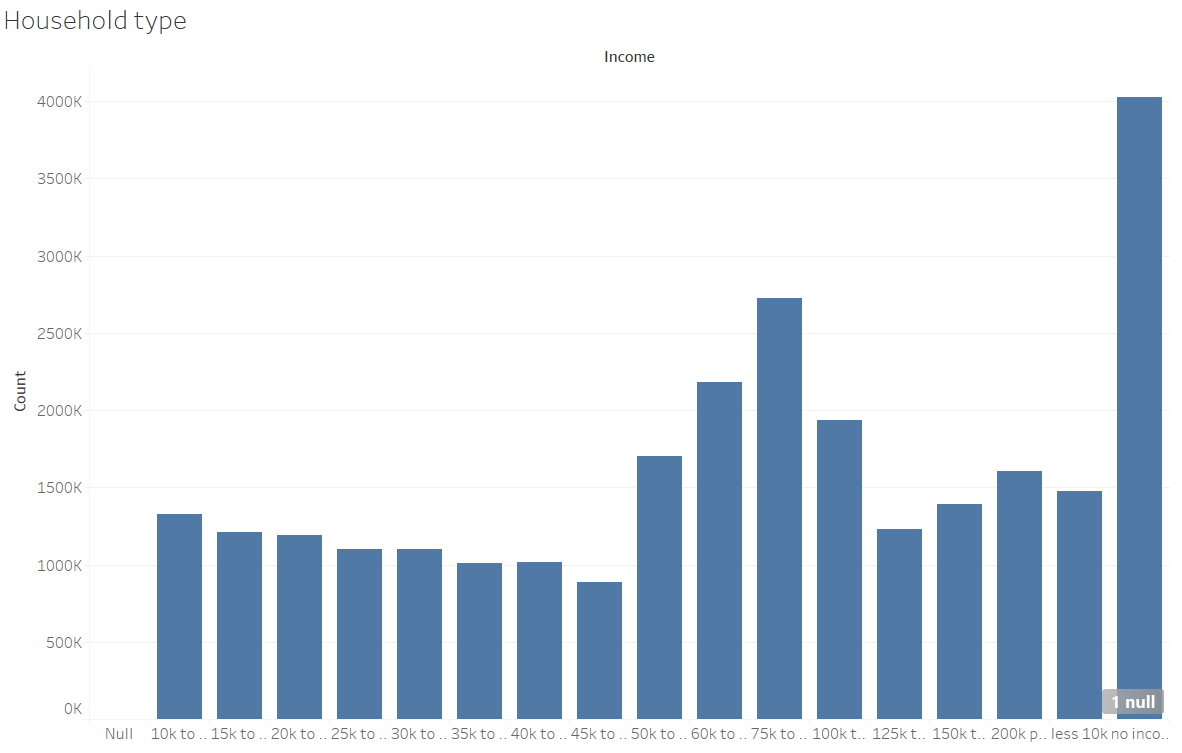 Household type
Income
4000K
3500K
3000K
2500K
2000K
1500K
1000K
500K
0K
Count
1 null
Null 10k to .. 15k to .. 20k to .. 25k to .. 30k to .. 35k to .. 40k to .. 45k to .. 50k to .. 60k to .. 75k to .. 100k t.. 125k t.. 150k t.. 200k p.. less 10k no inco..